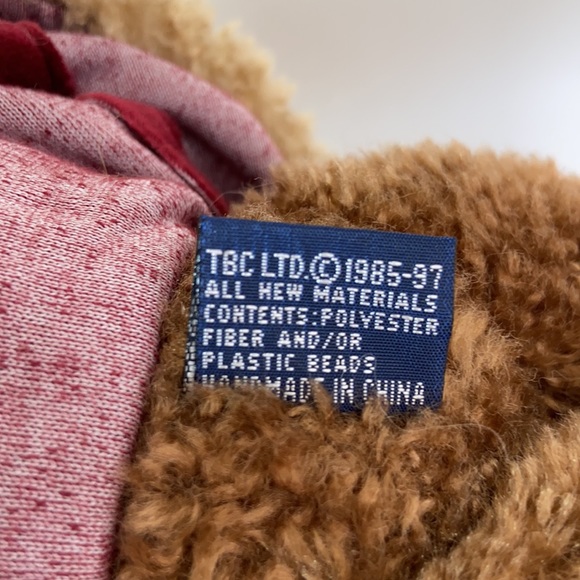 TBC LTD.©1985-97
ALL NEW MATERIALS
CONTENTS:POLYESTER
FIBER AND/OR
PLASTIC BEADS
HANDMADE IN CHINA